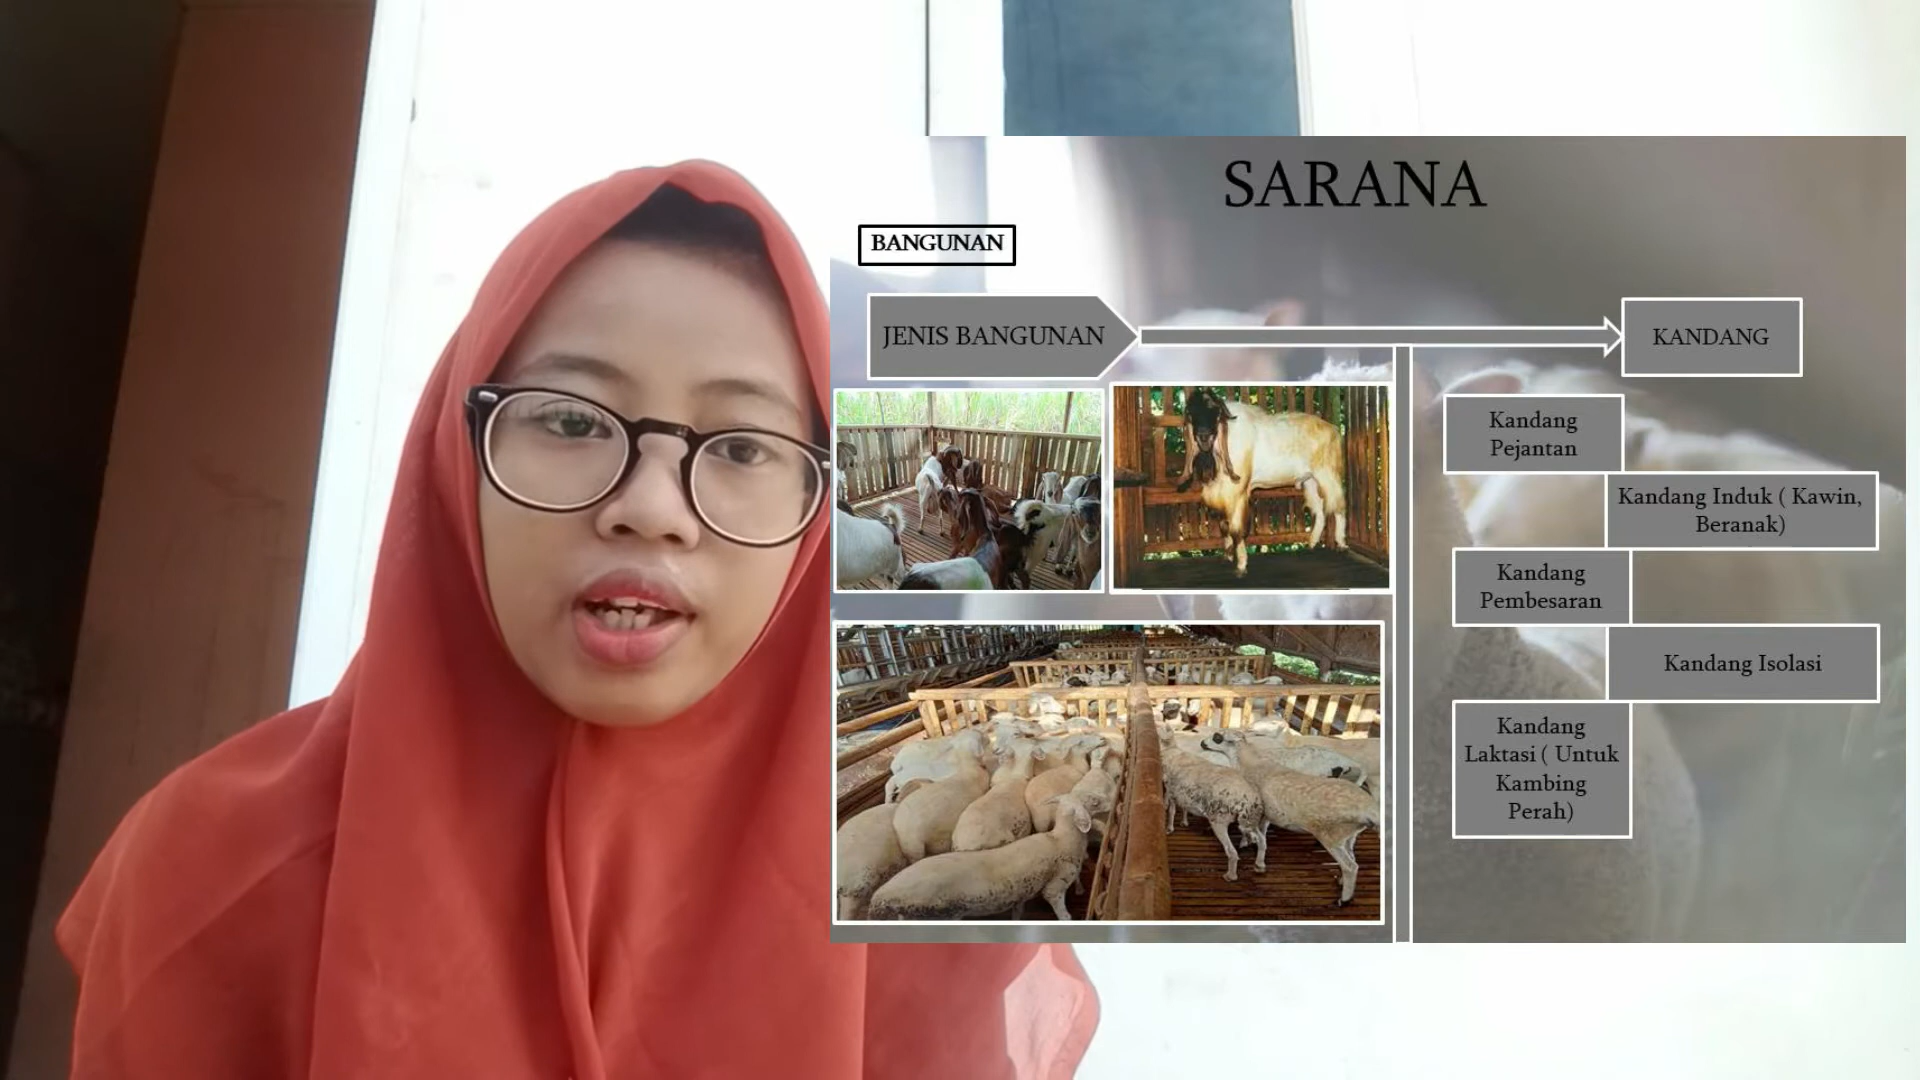 SARANA
BANGUNAN
JENIS BANGUNAN
KANDANG
Kandang
Pejantan
Kandang Induk ( Kawin,
Beranak)
Kandang
Pembesaran
Kandang Isolasi
Kandang
Laktasi ( Untuk
Kambing
Perah)